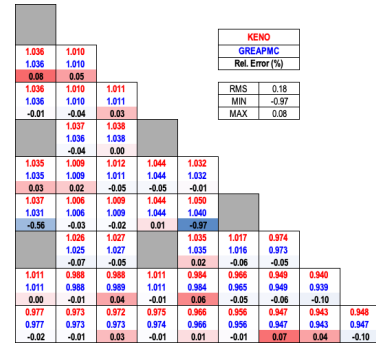 KENO
1.036 1.010 GREAPMC
1.036 1.010 Rel. Error (%)
0.08 0.05
1.036 1.010 1.011 RMS 0.18
1.036 1.010 1.011 MIN -0.97
-0.01 -0.04 0.03 MAX 0.08
1.037 1.038
1.036 1.038
-0.04 0.00
1.035 1.009 1.012 1.044 1.032
1.035 1.009 1.011 1.044 1.032
0.03 0.02 -0.05 -0.05 -0.01
1.037 1.006 1.009 1.044 1.050
1.031 1.006 1.009 1.044 1.040
-0.56 -0.03 -0.02 0.01 -0.97
1.026 1.027 1.035 1.017 0.974
1.025 1.027 1.035 1.016 0.973
-0.07 -0.05 0.02 -0.06 -0.05
1.011 0.988 0.988 1.011 0.984 0.966 0.949 0.940
1.011 0.988 0.989 1.011 0.984 0.965 0.949 0.939
0.00 -0.01 0.04 -0.01 0.06 -0.05 -0.06 -0.10
0.977 0.973 0.972 0.975 0.966 0.956 0.947 0.943 0.948
0.977 0.973 0.973 0.974 0.966 0.956 0.947 0.943 0.947
-0.02 -0.01 0.03 -0.01 0.01 -0.01 0.07 0.04 -0.10